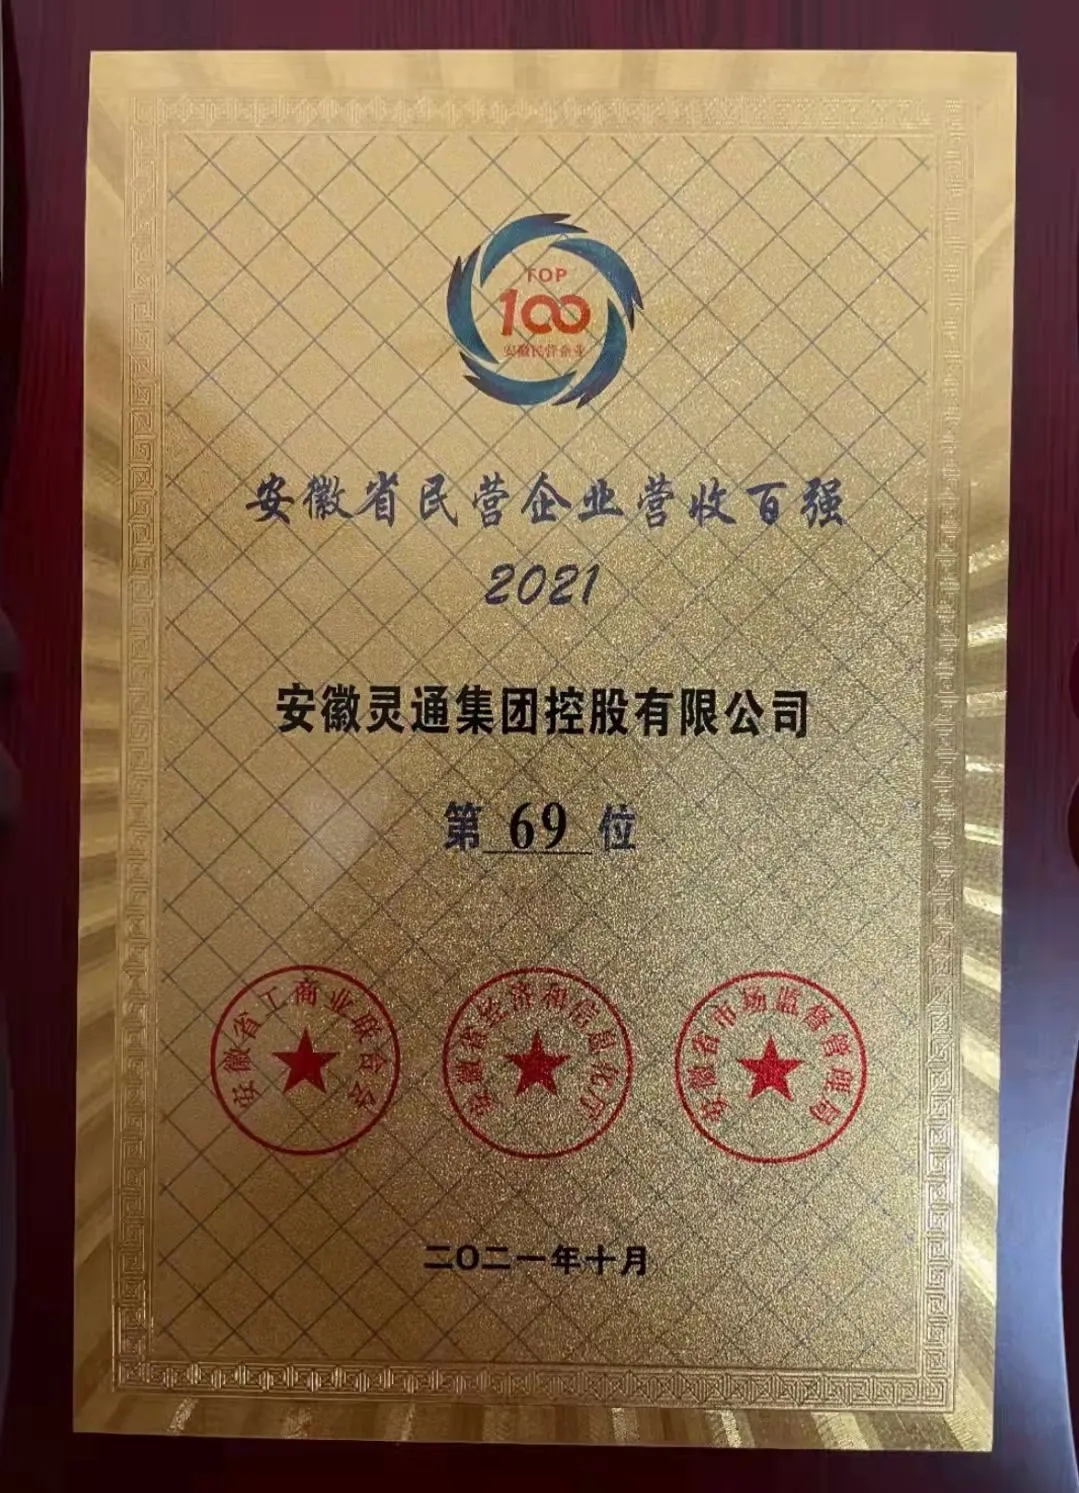 TOP
100
安徽民营企业
安徽省民营企业营收百强
2021
安徽灵通集团控股有限公司
第 69 位
安徽省工商业联合会
安徽省经济和信息化厅
安徽省市场监督管理局
二〇二一年十月